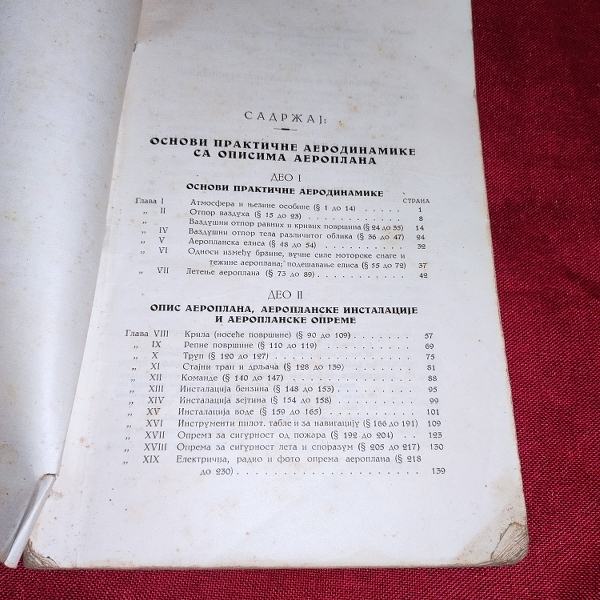 САДРЖАЈ:
ОСНОВИ ПРАКТИЧНЕ АЕРОДИНАМИКЕ
СА ОПИСИМА АЕРОПЛАНА
ДЕО I
ОСНОВИ ПРАКТИЧНЕ АЕРОДИНАМИКЕ СТРАНА
Глава I Атмосфера и њезине особине (§ 1 до 14) . . . . . 1
„ II Отпор ваздуха (§ 15 до 23) . . . . . . . . . . 8
Ваздушни отпор равних и кривих површина (§ 24 до 35) 14
„ IV Ваздушни отпор тела различитог облика (§ 36 до 47) 24
„ V Аеропланска елиса (§ 48 до 54) . . . . . . . . . 32
„ VI Односи између брзине, вучне силе моторске снаге и
тежине аероплана; подешавање елиса (§ 55 до 72) 37
„ VII Летење аероплана (§ 73 до 89) . . . . . . . . . 42
ДЕО II
ОПИС АЕРОПЛАНА, АЕРОПЛАНСКЕ ИНСТАЛАЦИЈЕ
И АЕРОПЛАНСКЕ ОПРЕМЕ
Глава VIII Крила (носеће површине) (§ 90 до 109) . . . . . . 57
„ IX Репне површине (§ 110 до 119) . . . . . . . . . 69
„ X Труп (§ 120 до 127) . . . . . . . . . . . . . 75
„ XI Стајни трап и дрљача (§ 128 до 139) . . . . . . 81
„ XII Команде (§ 140 до 147) . . . . . . . . . . . . 88
„ XIII Инсталација бензина (§ 148 до 153) . . . . . . . 95
„ XIV Инсталација зејтина (§ 154 до 158) . . . . . . . 99
„ XV Инсталација воде (§ 159 до 165) . . . . . . . . 101
„ XVI Инструменти пилот. табле и за навигацију (§ 166 до 191) 109
„ XVII Опрема за сигурност од пожара (§ 192 до 204) . . 123
„ XVIII Опрема за сигурност лета и споразум (§ 205 до 217) 130
„ XIX Електрична, радио и фото опрема аероплана (§ 218
до 230) . . . . . . . . . . . . . . . . . . 139